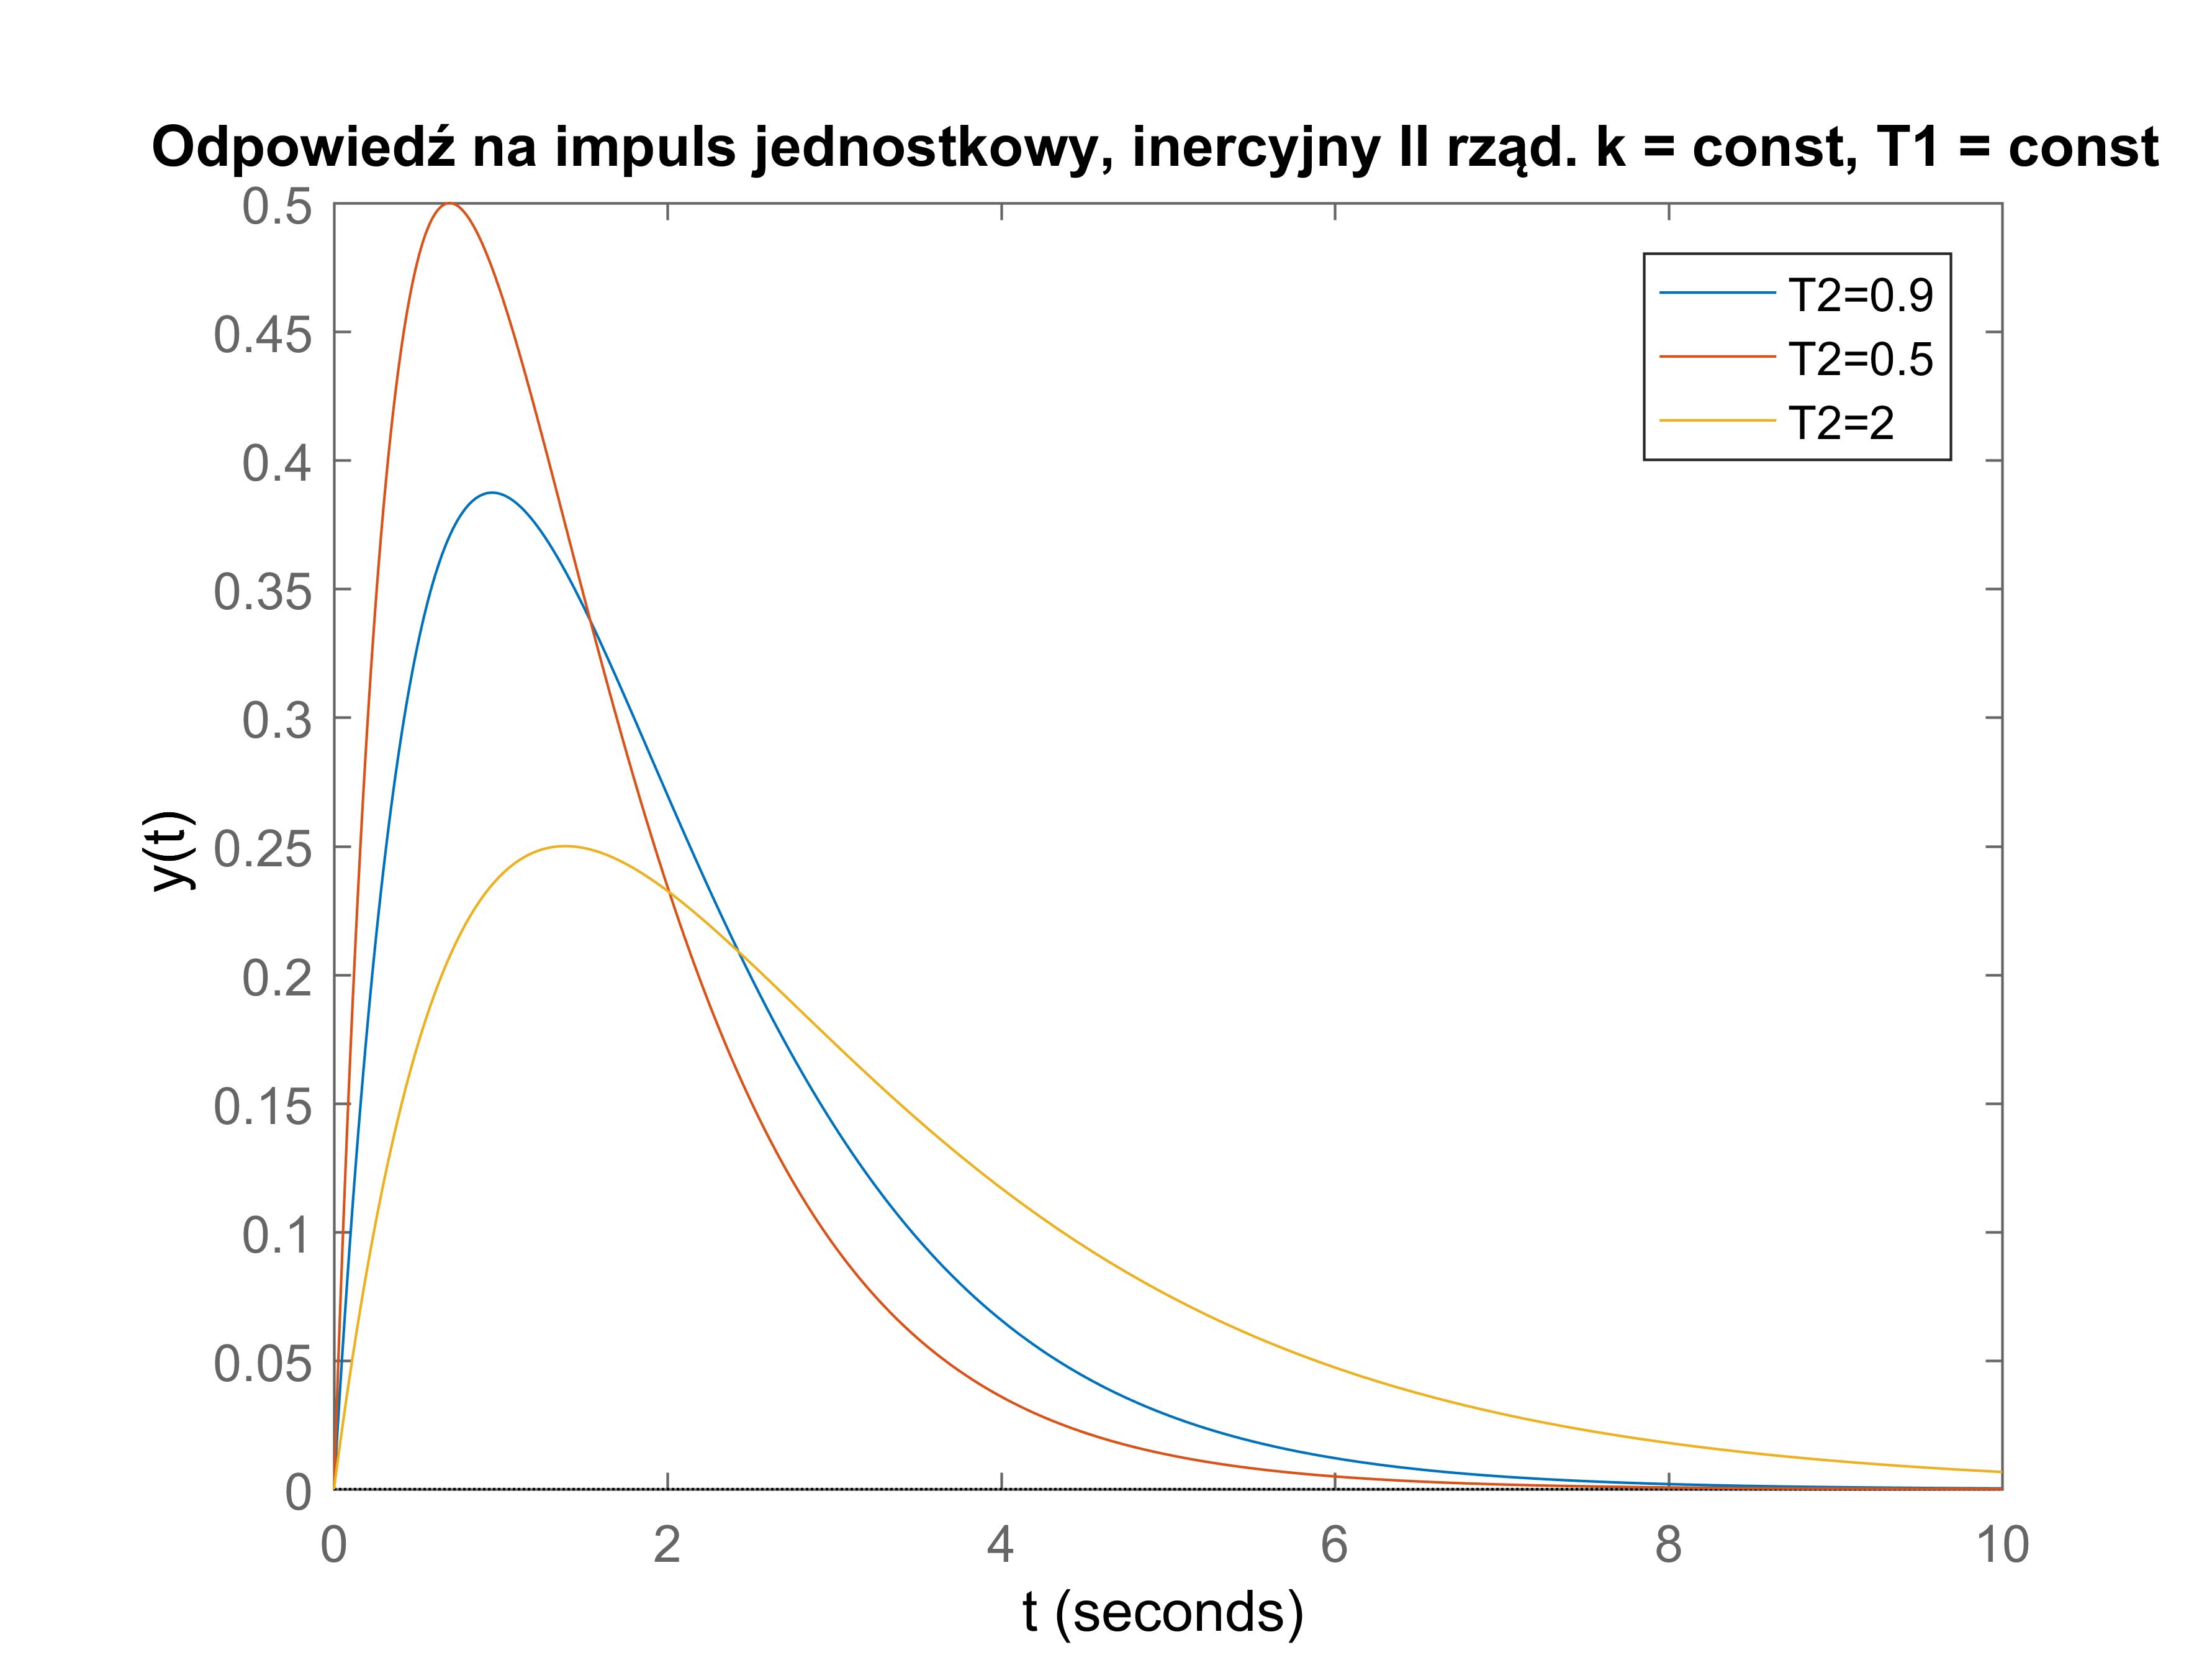 Odpowiedź na impuls jednostkowy, inercyjny II rząd. k = const, T1 = const
0.5
0.45
0.4
0.35
0.3
0.25
0.2
0.15
0.1
0.05
0
y(t)
T2=0.9
T2=0.5
T2=2
0 2 4 6 8 10
t (seconds)